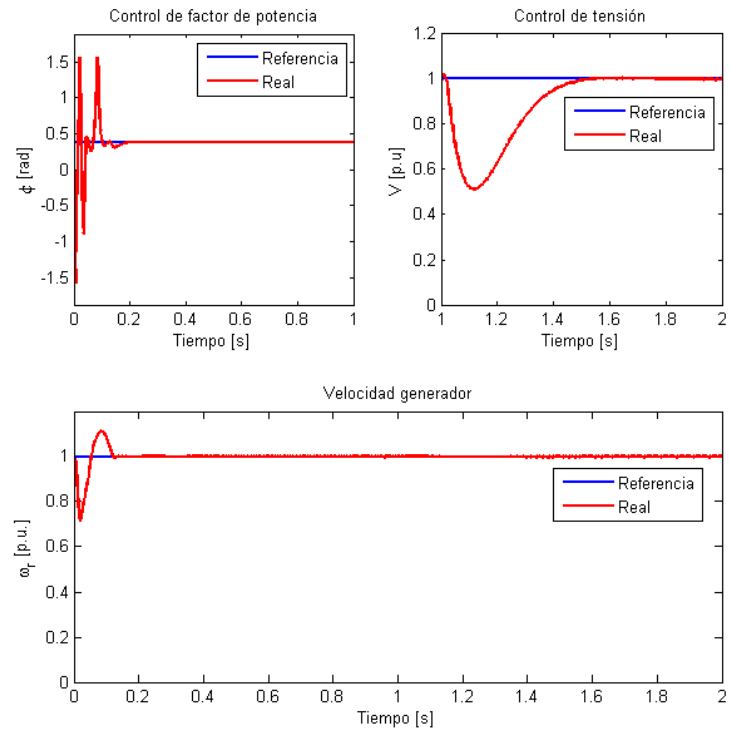 Control de factor de potencia
ϕ [rad]
1.5
1
0.5
0
-0.5
-1
-1.5
Referencia
Real
0
0.2
0.4
0.6
0.8
1
Tiempo [s]
Control de tensión
V [p.u]
1.2
1
0.8
0.6
0.4
0.2
0
Referencia
Real
1
1.2
1.4
1.6
1.8
2
Tiempo [s]
Velocidad generador
ωr [p.u.]
1
0.8
0.6
0.4
0.2
0
Referencia
Real
0
0.2
0.4
0.6
0.8
1
1.2
1.4
1.6
1.8
2
Tiempo [s]